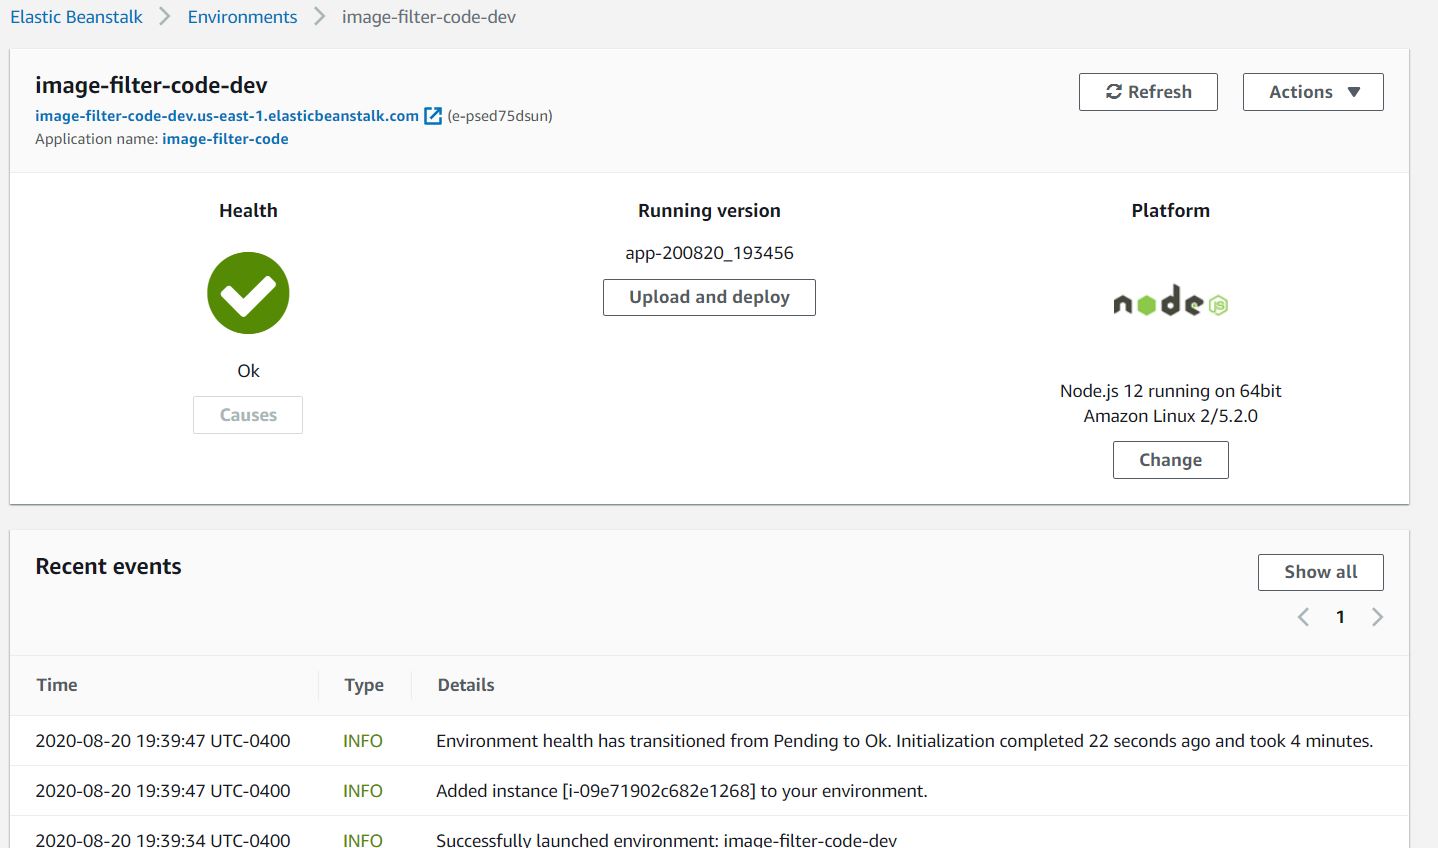 Elastic Beanstalk > Environments > image-filter-code-dev
image-filter-code-dev
Refresh
Actions ▼
image-filter-code-dev.us-east-1.elasticbeanstalk.com (e-psed75dsun)
Application name: image-filter-code
Health
Running version
Platform
app-200820_193456
Upload and deploy
node JS
Ok
Causes
Node.js 12 running on 64bit
Amazon Linux 2/5.2.0
Change
Recent events
Show all
< 1 >
Time Type Details
2020-08-20 19:39:47 UTC-0400 INFO Environment health has transitioned from Pending to Ok. Initialization completed 22 seconds ago and took 4 minutes.
2020-08-20 19:39:47 UTC-0400 INFO Added instance [i-09e71902c682e1268] to your environment.
2020-08-20 19:39:34 UTC-0400 INFO Successfully launched environment: image-filter-code-dev